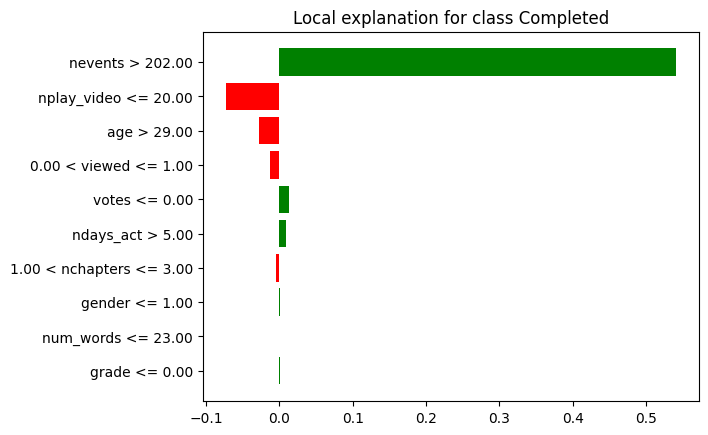 Local explanation for class Completed
nevents > 202.00
nplay_video <= 20.00
age > 29.00
0.00 < viewed <= 1.00
votes <= 0.00
ndays_act > 5.00
1.00 < nchapters <= 3.00
gender <= 1.00
num_words <= 23.00
grade <= 0.00
−0.1 0.0 0.1 0.2 0.3 0.4 0.5